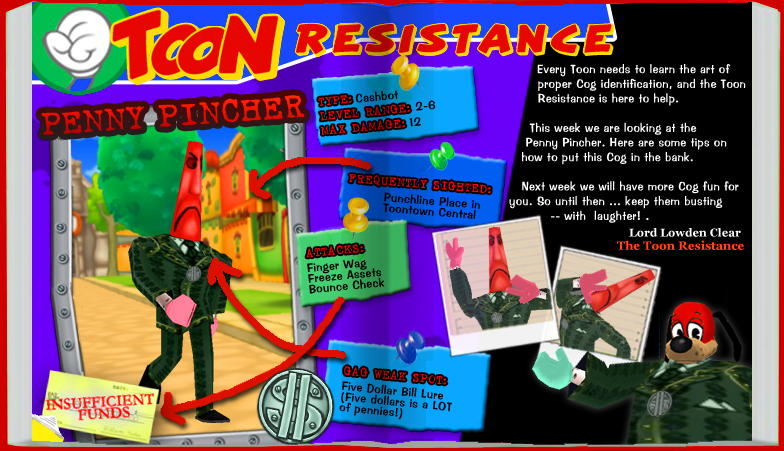 TOON RESISTANCE
PENNY PINCHER
TYPE: Cashbot
LEVEL RANGE: 2-6
MAX DAMAGE: 12
FREQUENTLY SIGHTED:
Punchline Place in
Toontown Central
ATTACKS:
Finger Wag
Freeze Assets
Bounce Check
GAG WEAK SPOT:
Five Dollar Bill Lure
(Five dollars is a LOT
of pennies!)
INSUFFICIENT
FUNDS
Every Toon needs to learn the art of
proper Cog identification, and the Toon
Resistance is here to help.
This week we are looking at the
Penny Pincher. Here are some tips on
how to put this Cog in the bank.
Next week we will have more Cog fun for
you. So until then ... keep them busting
-- with laughter! .
Lord Lowden Clear
The Toon Resistance